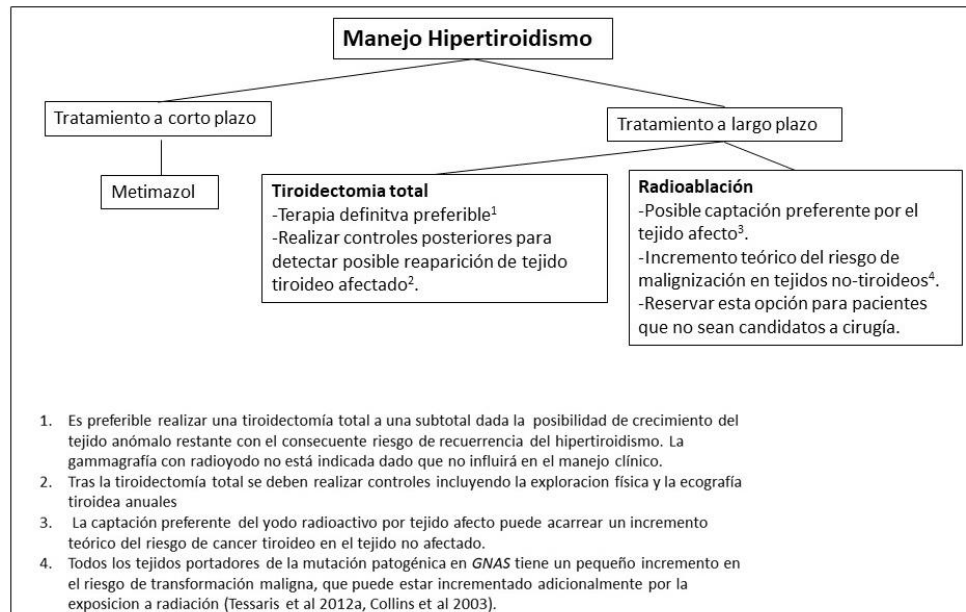 Manejo Hipertiroidismo
Tratamiento a corto plazo
Tratamiento a largo plazo
Metimazol
Tiroidectomia total
-Terapia definitva preferible¹
-Realizar controles posteriores para
detectar posible reaparición de tejido
tiroideo afectado².
Radioablación
-Posible captación preferente por el
tejido afecto³.
-Incremento teórico del riesgo de
malignización en tejidos no-tiroideos⁴.
-Reservar esta opción para pacientes
que no sean candidatos a cirugía.
1. Es preferible realizar una tiroidectomía total a una subtotal dada la posibilidad de crecimiento del
tejido anómalo restante con el consecuente riesgo de recuerrencia del hipertiroidismo. La
gammagrafía con radioyodo no está indicada dado que no influirá en el manejo clínico.
2. Tras la tiroidectomía total se deben realizar controles incluyendo la exploracion física y la ecografía
tiroidea anuales
3. La captación preferente del yodo radioactivo por tejido afecto puede acarrear un incremento
teórico del riesgo de cancer tiroideo en el tejido no afectado.
4. Todos los tejidos portadores de la mutación patogénica en GNAS tiene un pequeño incremento en
el riesgo de transformación maligna, que puede estar incrementado adicionalmente por la
exposicion a radiación (Tessaris et al 2012a, Collins et al 2003).